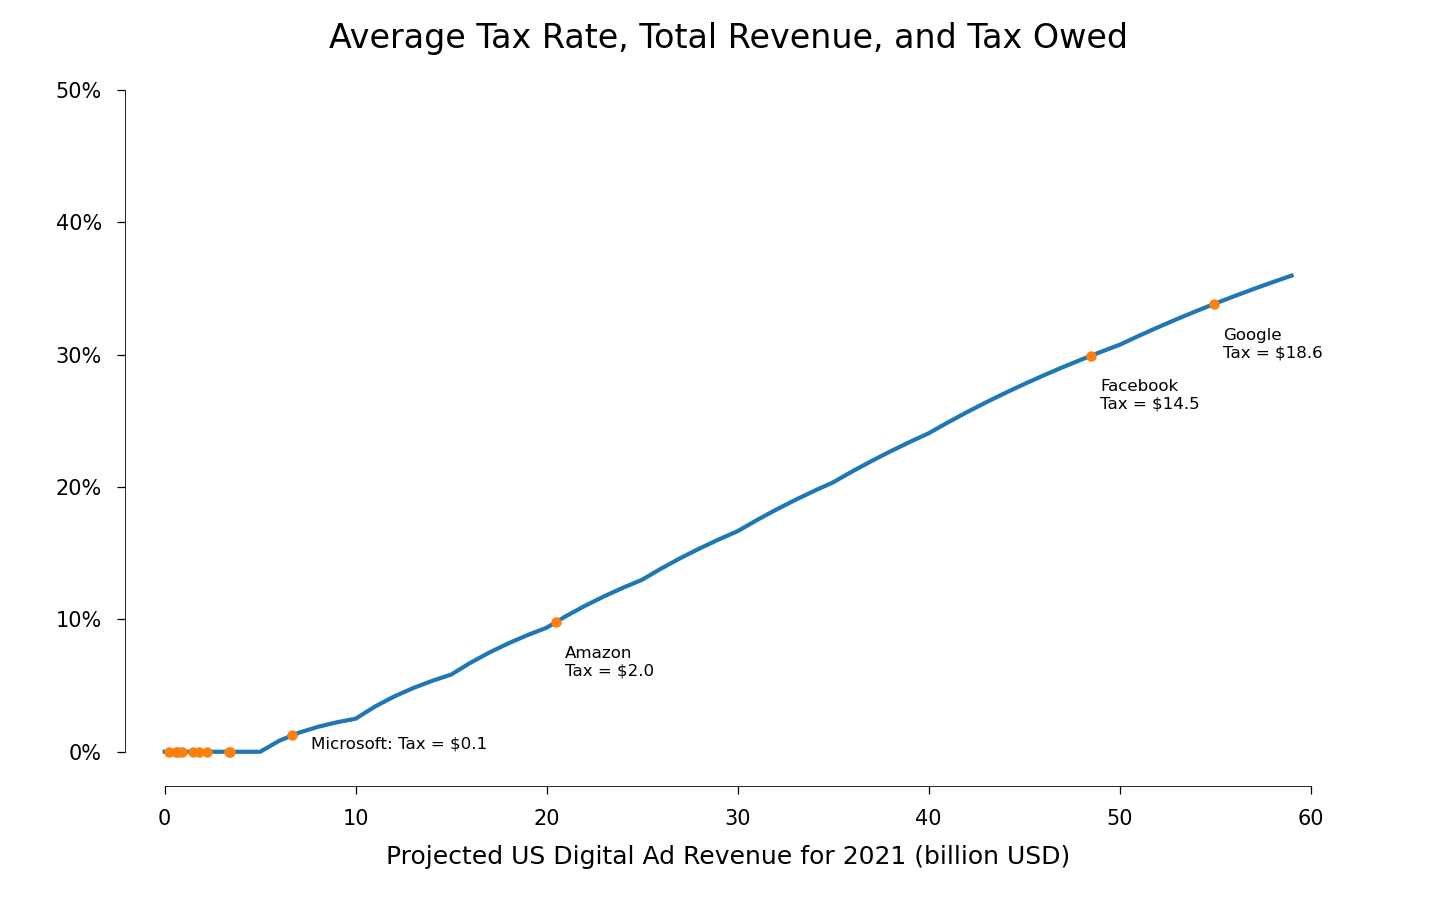 Average Tax Rate, Total Revenue, and Tax Owed
50%
40%
30%
20%
10%
0%
Google
Tax = $18.6
Facebook
Tax = $14.5
Amazon
Tax = $2.0
Microsoft: Tax = $0.1
0
10
20
30
40
50
60
Projected US Digital Ad Revenue for 2021 (billion USD)